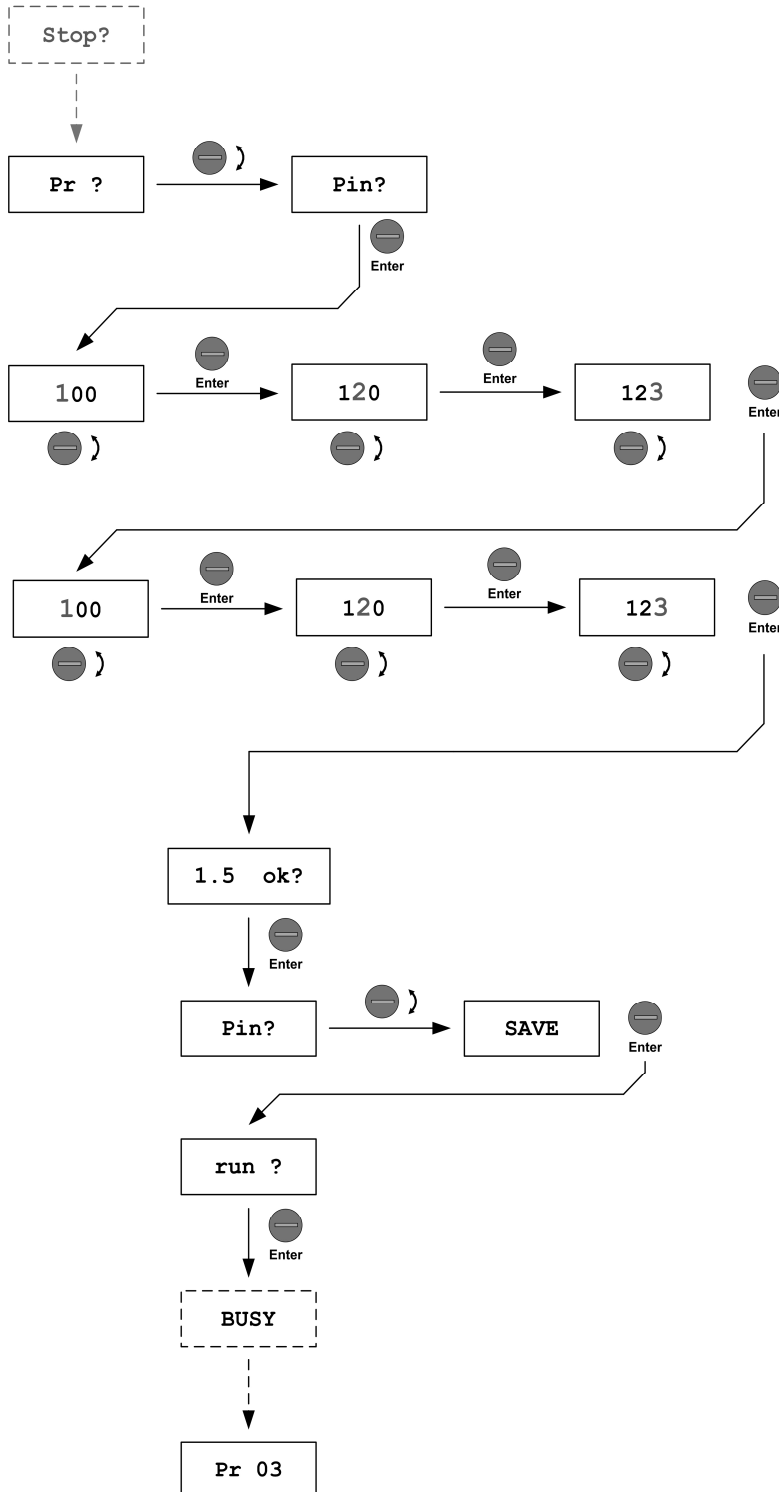 Stop?
Pr ?
Pin?
Enter
100
Enter
120
Enter
123
Enter
100
Enter
120
Enter
123
Enter
1.5 ok?
Enter
Pin?
SAVE
Enter
run ?
Enter
BUSY
Pr 03